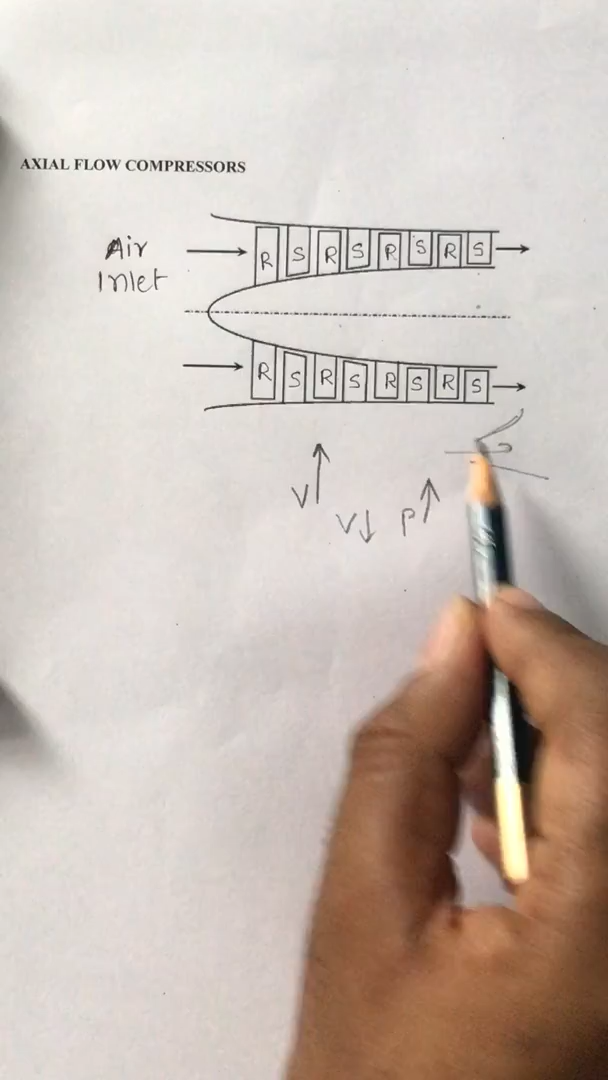 AXIAL FLOW COMPRESSORS
Air
Inlet
R S R S R S R S
R S R S R S R S
V↑
V↓ P↑